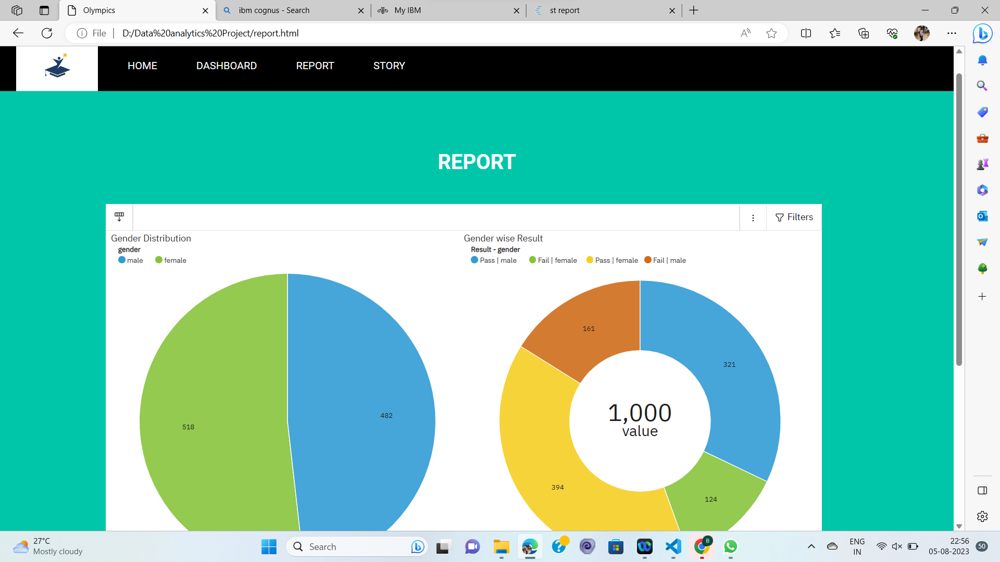 Olympics
ibm cognus - Search
My IBM
st report
File
D:/Data%20analytics%20Project/report.html
HOME
DASHBOARD
REPORT
STORY
REPORT
Filters
Gender Distribution
gender
male
female
518
482
Gender wise Result
Result - gender
Pass | male
Fail | female
Pass | female
Fail | male
161
321
1,000
value
394
124
27°C
Mostly cloudy
Search
B
ENG
IN
22:56
05-08-2023
50